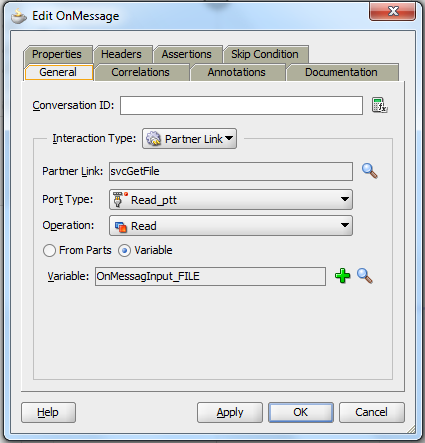 Edit OnMessage
Properties Headers Assertions Skip Condition
General Correlations Annotations Documentation
Conversation ID:
Interaction Type: Partner Link
Partner Link: svcGetFile
Port Type: Read_ptt
Operation: Read
From Parts Variable
Variable: OnMessagInput_FILE
Help Apply OK Cancel